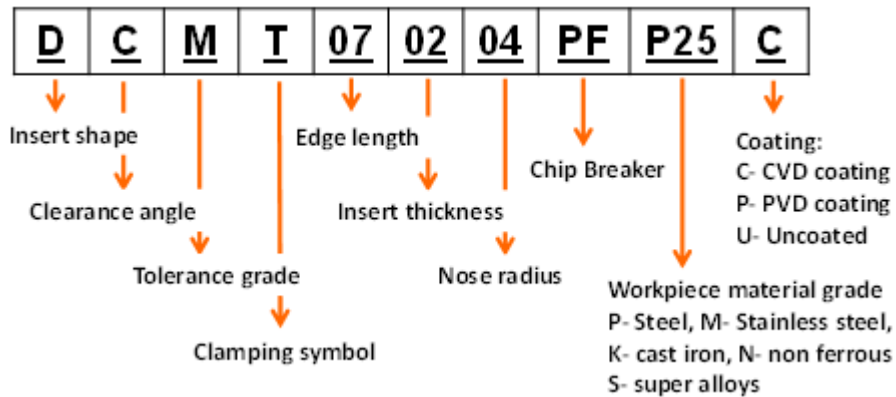 D C M T 07 02 04 PF P25 C
Insert shape
Edge length
Coating:
C- CVD coating
P- PVD coating
U- Uncoated
Chip Breaker
Clearance angle
Insert thickness
Tolerance grade
Nose radius
Workpiece material grade
P- Steel, M- Stainless steel,
K- cast iron, N- non ferrous
S- super alloys
Clamping symbol